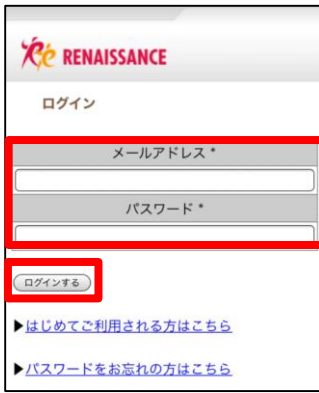 RENAISSANCE
ログイン
メールアドレス *
パスワード *
ログインする
▶はじめてご利用される方はこちら
▶パスワードをお忘れの方はこちら